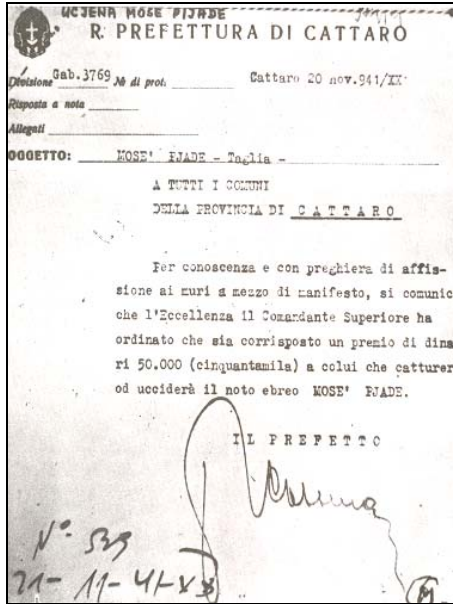 UCJENA MOSE PIJADE
R. PREFETTURA DI CATTARO
Divisione Gab.3769 № di prot.
Cattaro 20 nov.941/XX°
Risposta a nota
Allegati
OGGETTO: MOSE' PJADE - Taglia -
A TUTTI I COMUNI
DELLA PROVINCIA DI CATTARO
Per conoscenza e con preghiera di affis-
sione ai muri a mezzo di manifesto, si comunic
che l'Eccellenza il Comandante Superiore ha
ordinato che sia corrisposto un premio di dina
ri 50.000 (cinquantamila) a colui che catturer
od ucciderà il noto ebreo MOSE' PJADE.
IL PREFETTO
N° 539
21- 11- 41-XX